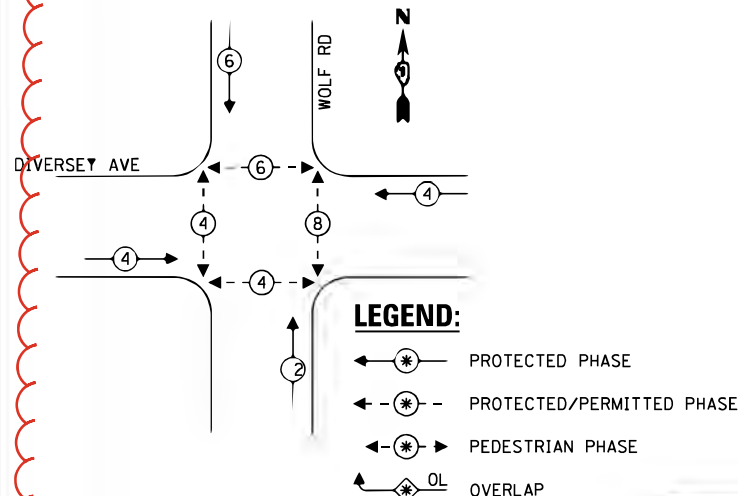 N
6
WOLF RD
DIVERSEY AVE
6
4
4
8
4
4
2
LEGEND:
* PROTECTED PHASE
* PROTECTED/PERMITTED PHASE
* PEDESTRIAN PHASE
* OL OVERLAP